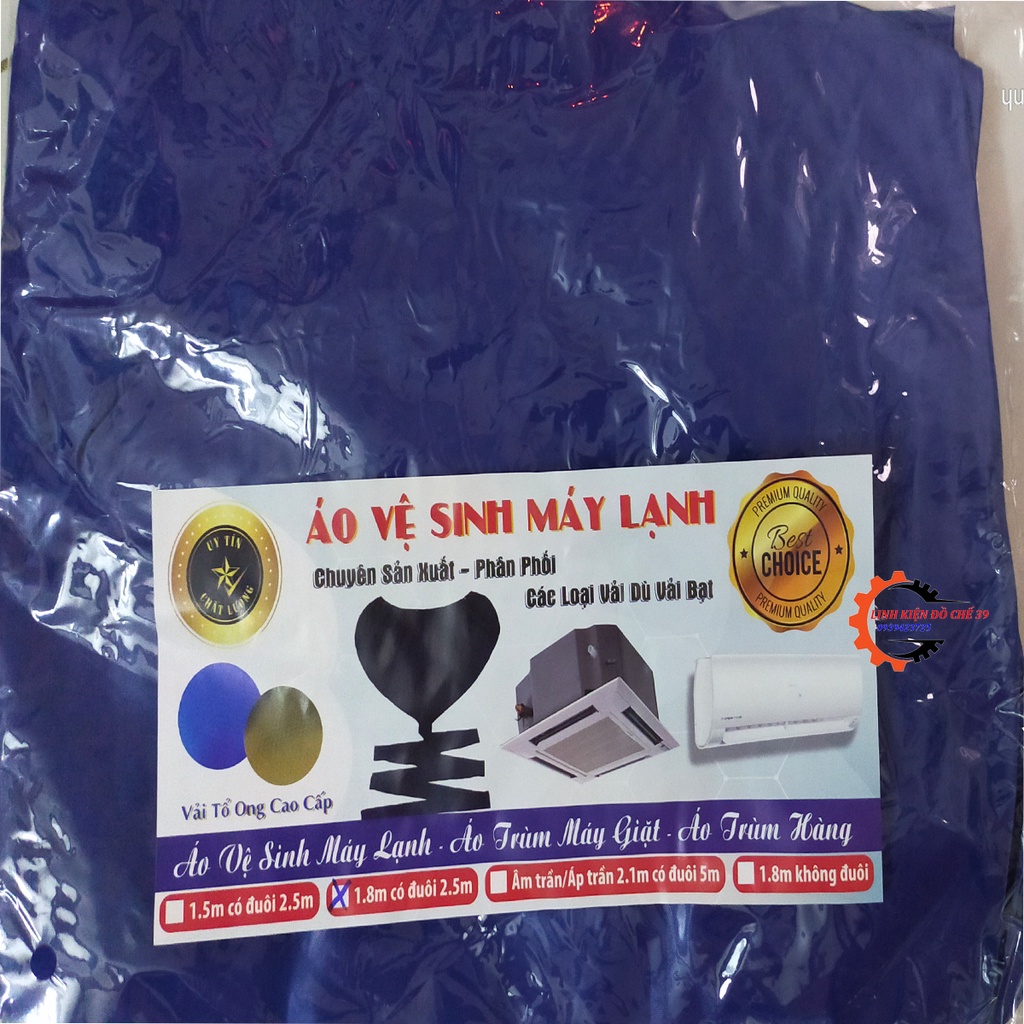 ÁO VỆ SINH MÁY LẠNH
Chuyên Sản Xuất - Phân Phối
Các Loại Vải Dù Vải Bạt
UY TÍN
CHẤT LƯỢNG
PREMIUM QUALITY
Best
CHOICE
PREMIUM QUALITY
LINH KIỆN ĐỒ CHẾ 39
Vải Tổ Ong Cao Cấp
Áo Vệ Sinh Máy Lạnh - Áo Trùm Máy Giặt - Áo Trùm Hàng
1.5m có đuôi 2.5m
1.8m có đuôi 2.5m
Âm trần/Áp trần 2.1m có đuôi 5m
1.8m không đuôi